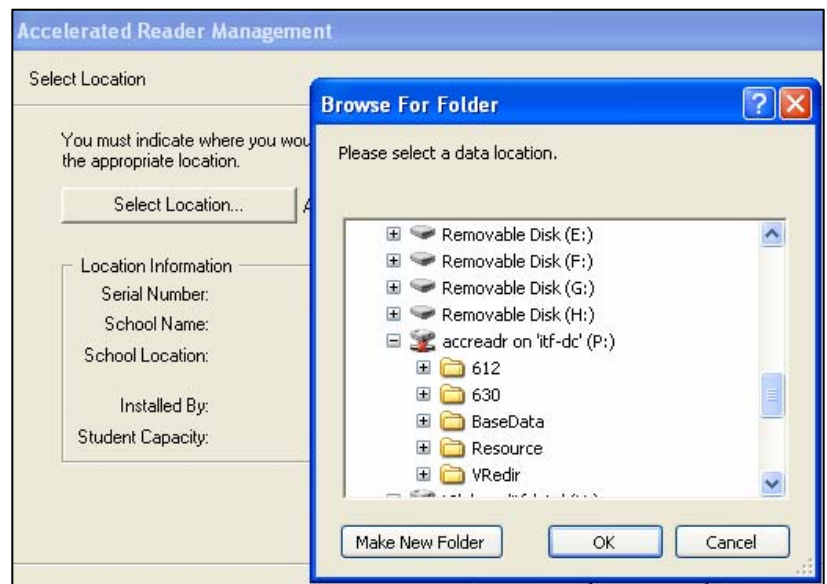 Accelerated Reader Management
Select Location
You must indicate where you
the appropriate location.
Select Location...
Location Information
Serial Number:
School Name:
School Location:
Installed By:
Student Capacity:
Browse For Folder
Please select a data location.
Removable Disk (E:)
Removable Disk (F:)
Removable Disk (G:)
Removable Disk (H:)
accreadr on 'itf-dc' (P:)
612
630
BaseData
Resource
VRedir
Make New Folder
OK
Cancel